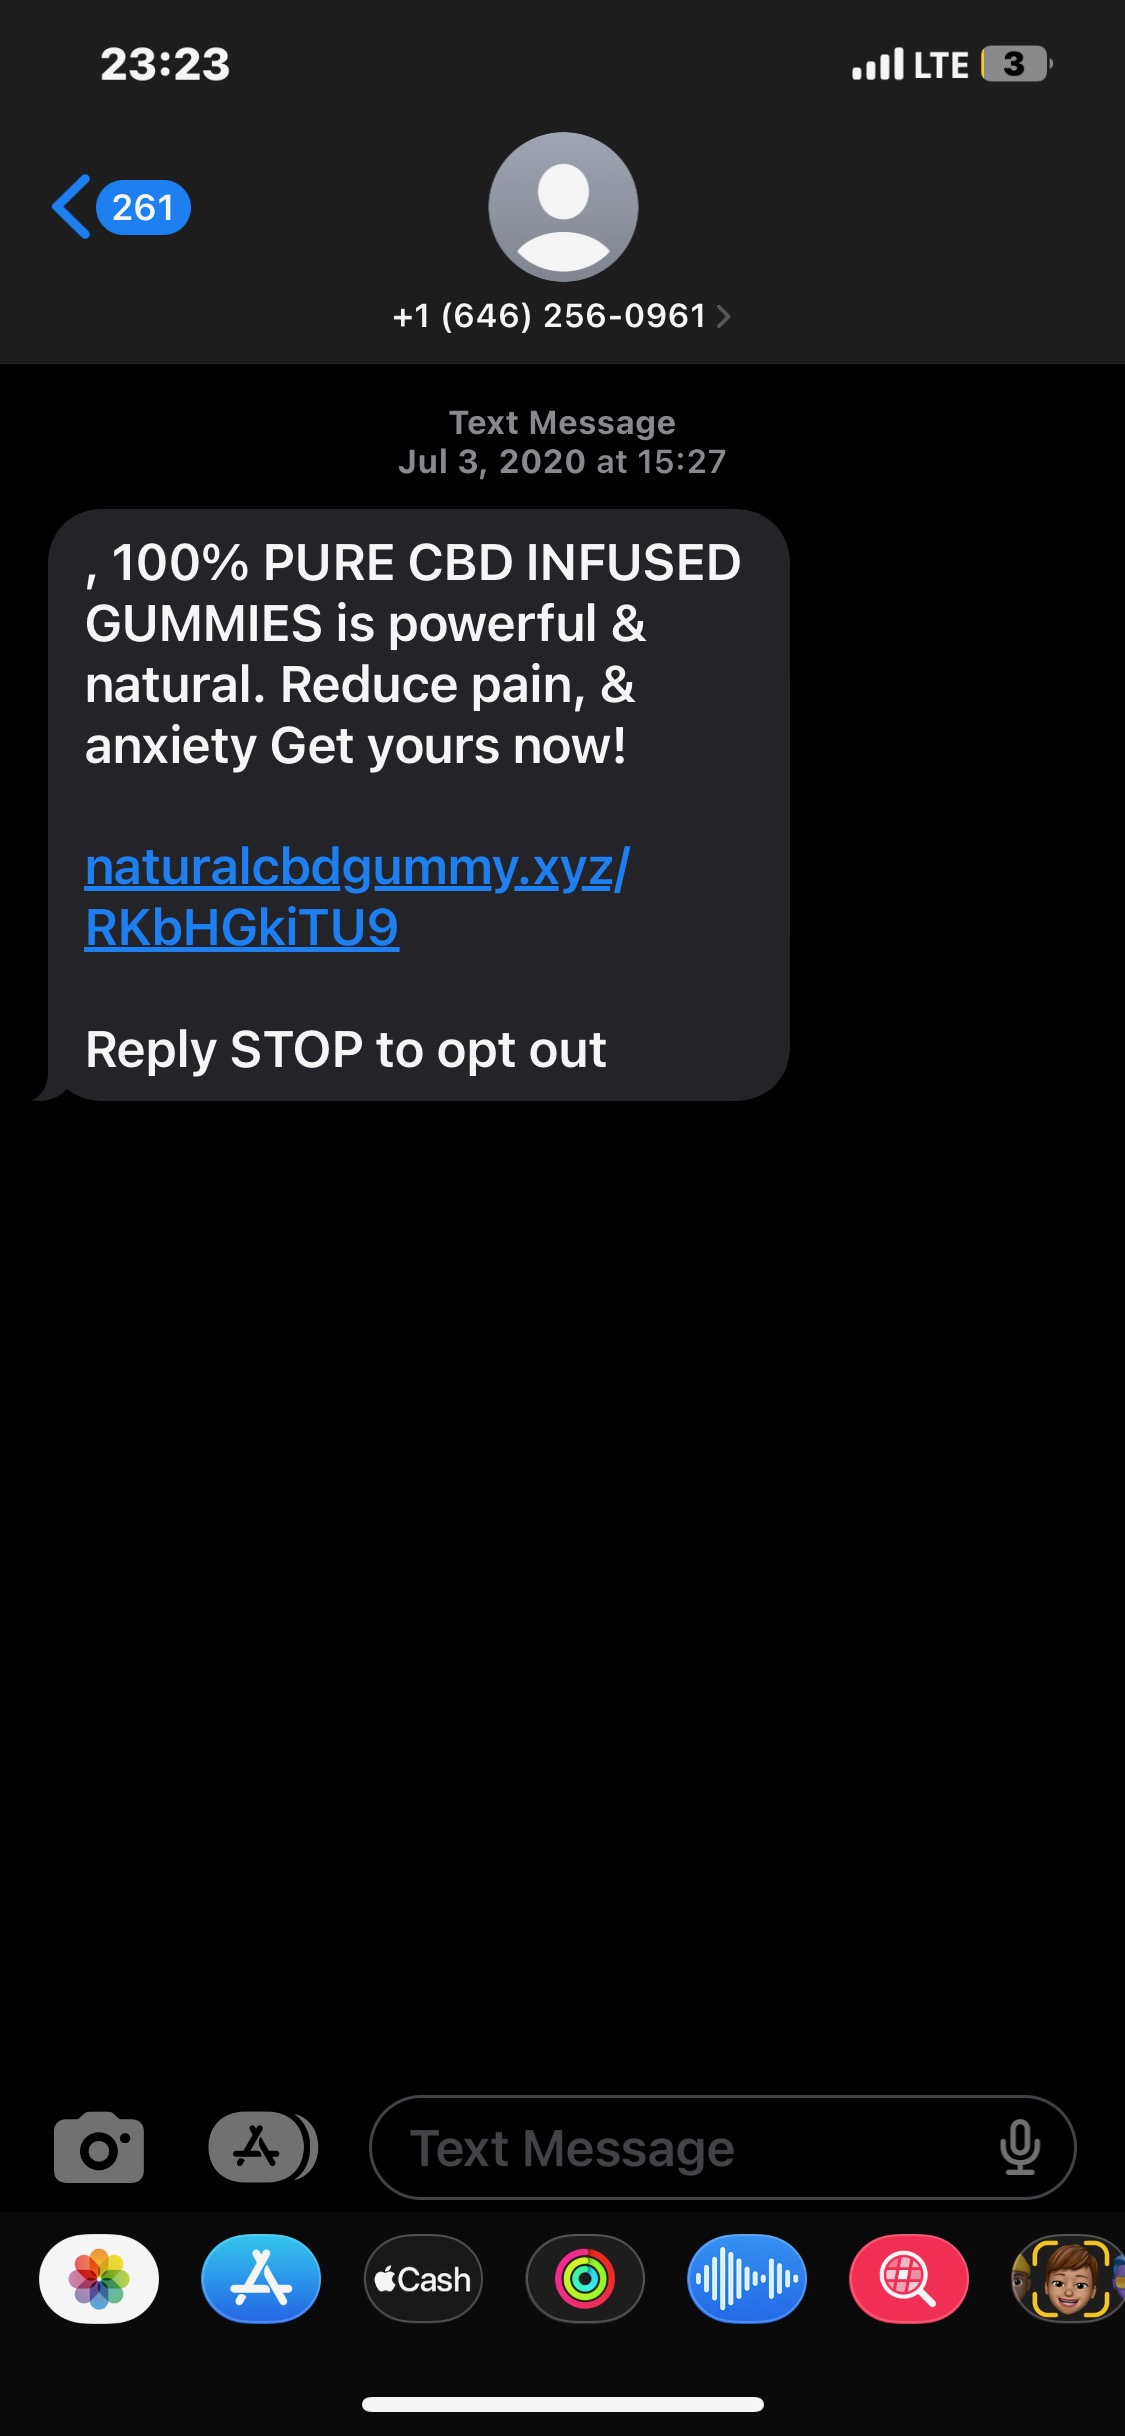 23:23
LTE 3
261
+1 (646) 256-0961
Text Message
Jul 3, 2020 at 15:27
, 100% PURE CBD INFUSED
GUMMIES is powerful &
natural. Reduce pain, &
anxiety Get yours now!
naturalcbdgummy.xyz/
RKbHGkiTU9
Reply STOP to opt out
Text Message
Cash